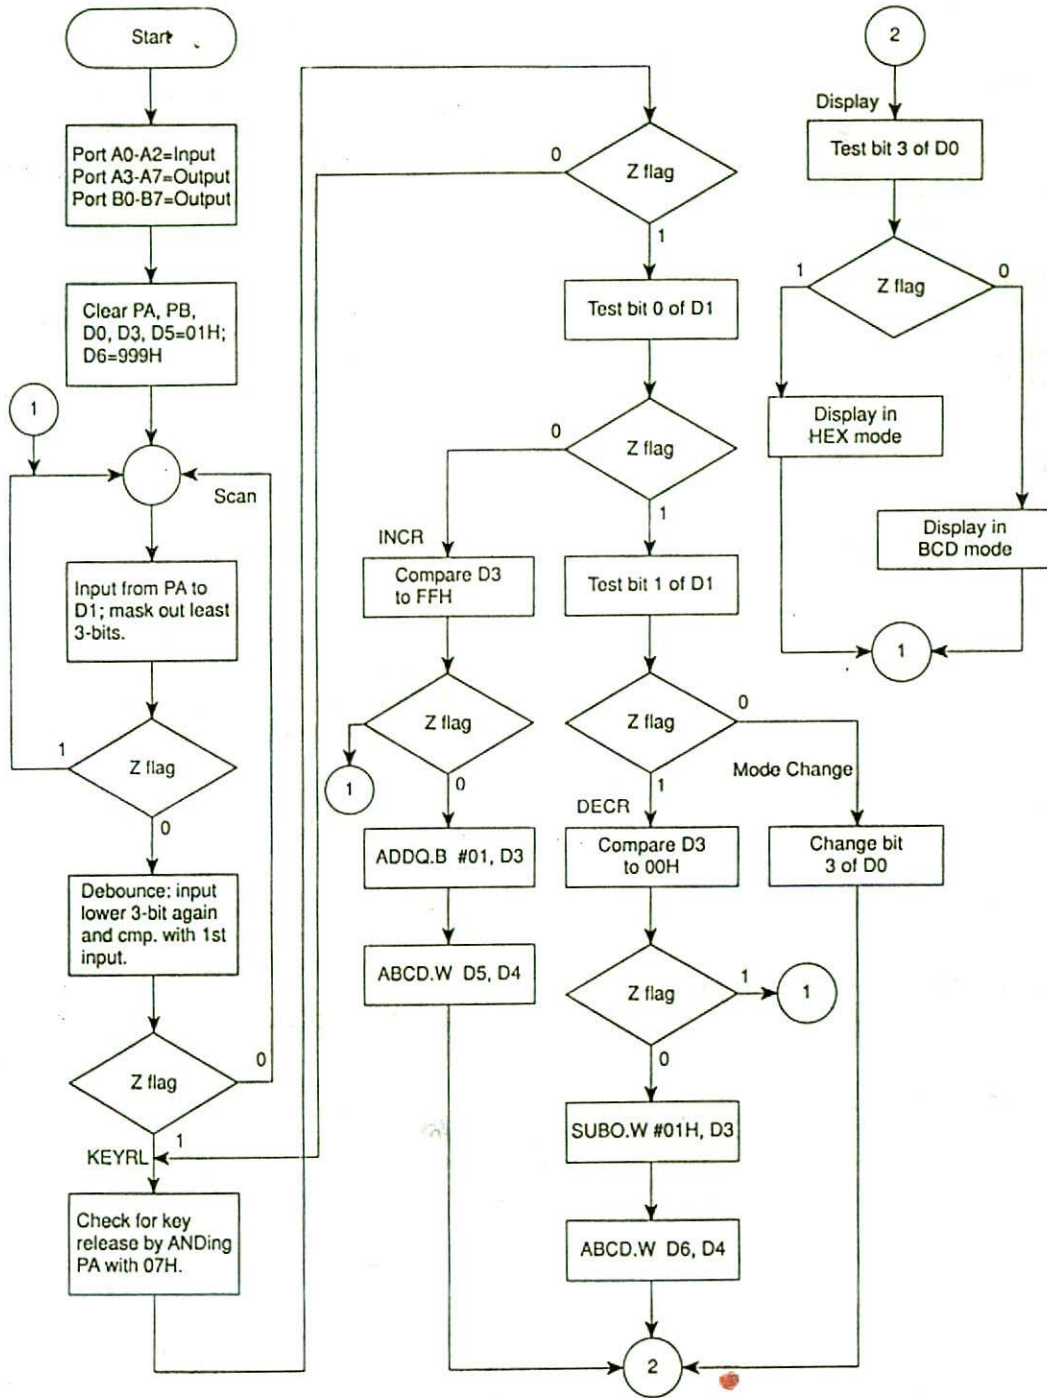 Start
Port A0-A2=Input
Port A3-A7=Output
Port B0-B7=Output
Clear PA, PB,
D0, D3, D5=01H;
D6=999H
1
Scan
Input from PA to
D1; mask out least
3-bits.
Z flag
1
0
Debounce; input
lower 3-bit again
and cmp. with 1st
input.
Z flag
0
1
KEYRL
Check for key
release by ANDing
PA with 07H.
Z flag
0
1
Test bit 0 of D1
Z flag
0
1
INCR
Compare D3
to FFH
Z flag
1
0
ADDQ.B #01, D3
ABCD.W D5, D4
Test bit 1 of D1
Z flag
0
1
Mode Change
Change bit
3 of D0
DECR
Compare D3
to 00H
Z flag
1
1
0
SUBO.W #01H, D3
ABCD.W D6, D4
2
2
Display
Test bit 3 of D0
Z flag
1
0
Display in
HEX mode
Display in
BCD mode
1